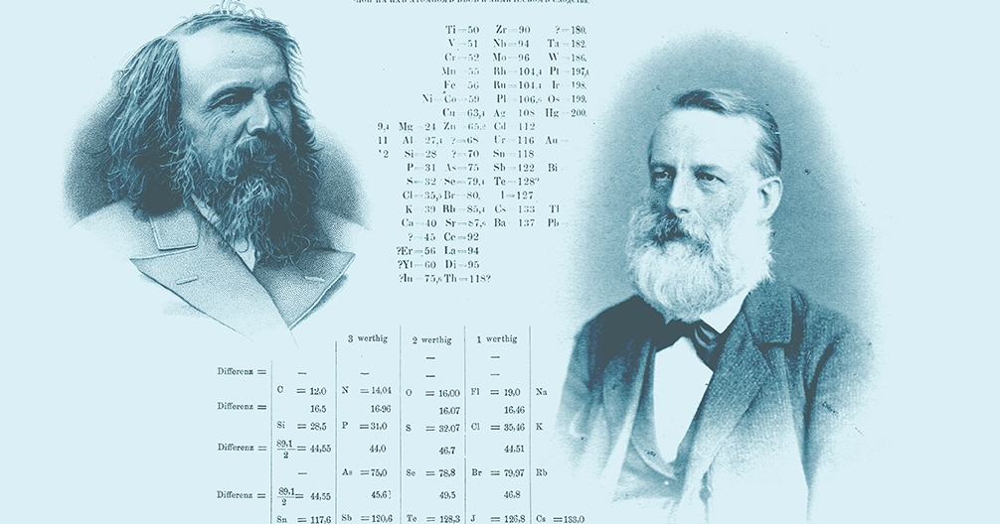 Ti=50 Zr=90 ?=180.
V=51 Nb=94 Ta=182.
Cr=52 Mo=96 W=186.
Mn=55 Rh=104,4 Pt=197,4
Fe=56 Ru=104,4 Ir=198.
Ni=Co=59 Pl=106,6 Os=199.
Cu=63,4 Ag=108 Hg=200.
9,4 Mg=24 Zn=65,2 Cd=112
11 Al=27,4 ?=68 Ur=116 Au=
Si=28 ?=70 Sn=118
P=31 As=75 Sb=122 Bi
S=32 Se=79,4 Te=128?
Cl=35,5 Br=80, I=127
K=39 Rb=85,4 Cs=133 Tl
Ca=40 Sr=87,6 Ba=137 Pb
?=45 Ce=92
?Er=56 La=94
?Yt=60 Di=95
?In=75,6 Th=118?
3 werthig 2 werthig 1 werthig
— — —
Differenz = — — —
C = 12,0 N = 14,04 O = 16,00 Fl = 19,0 Na
Differenz = 16,5 16,96 16,07 16,46
Si = 28,5 P = 31,0 S = 32,07 Cl = 35,46 K
Differenz = 89,1/2 = 44,55 44,0 46,7 44,51
— As = 75,0 Se = 78,8 Br = 79,97 Rb
Differenz = 89,1/2 = 44,55 45,6 49,5 46,8
Sn = 117,6 Sb = 120,6 Te = 128,3 J = 126,8 Cs = 133,0